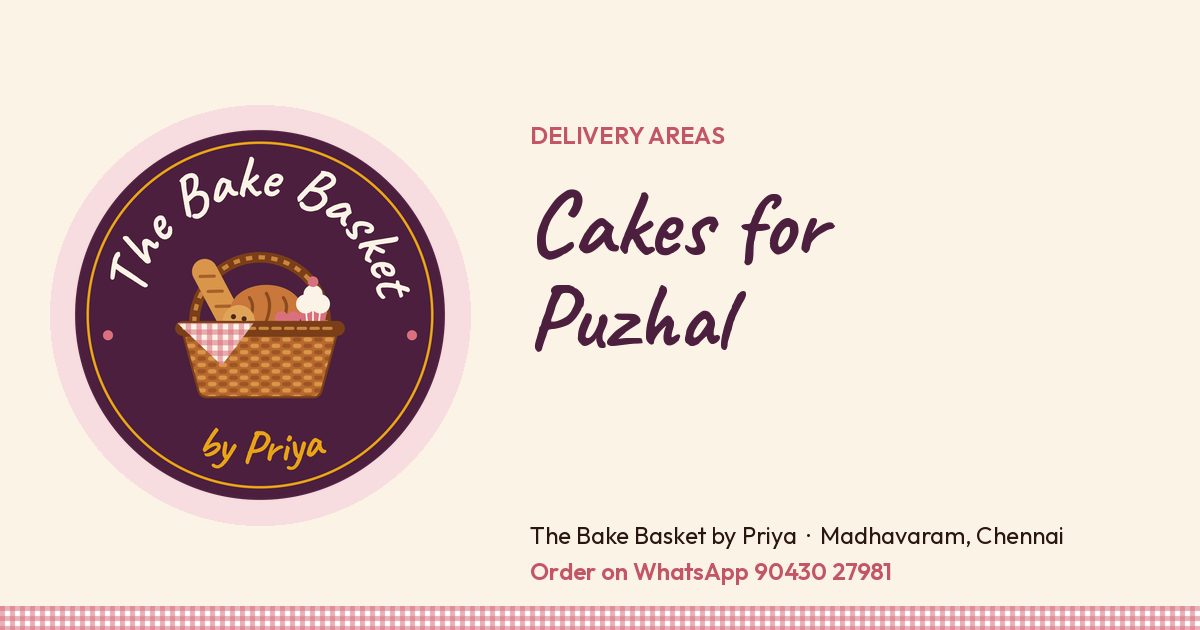 The Bake Basket
by Priya
DELIVERY AREAS
Cakes for
Puzhal
The Bake Basket by Priya · Madhavaram, Chennai
Order on WhatsApp 90430 27981